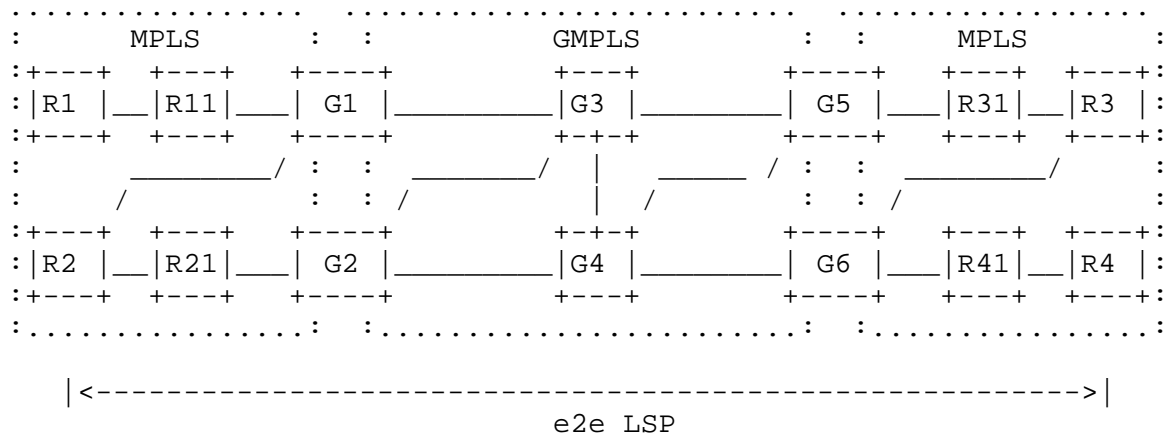 MPLS GMPLS MPLS
R1 R11 G1 G3 G5 R31 R3
R2 R21 G2 G4 G6 R41 R4
e2e LSP